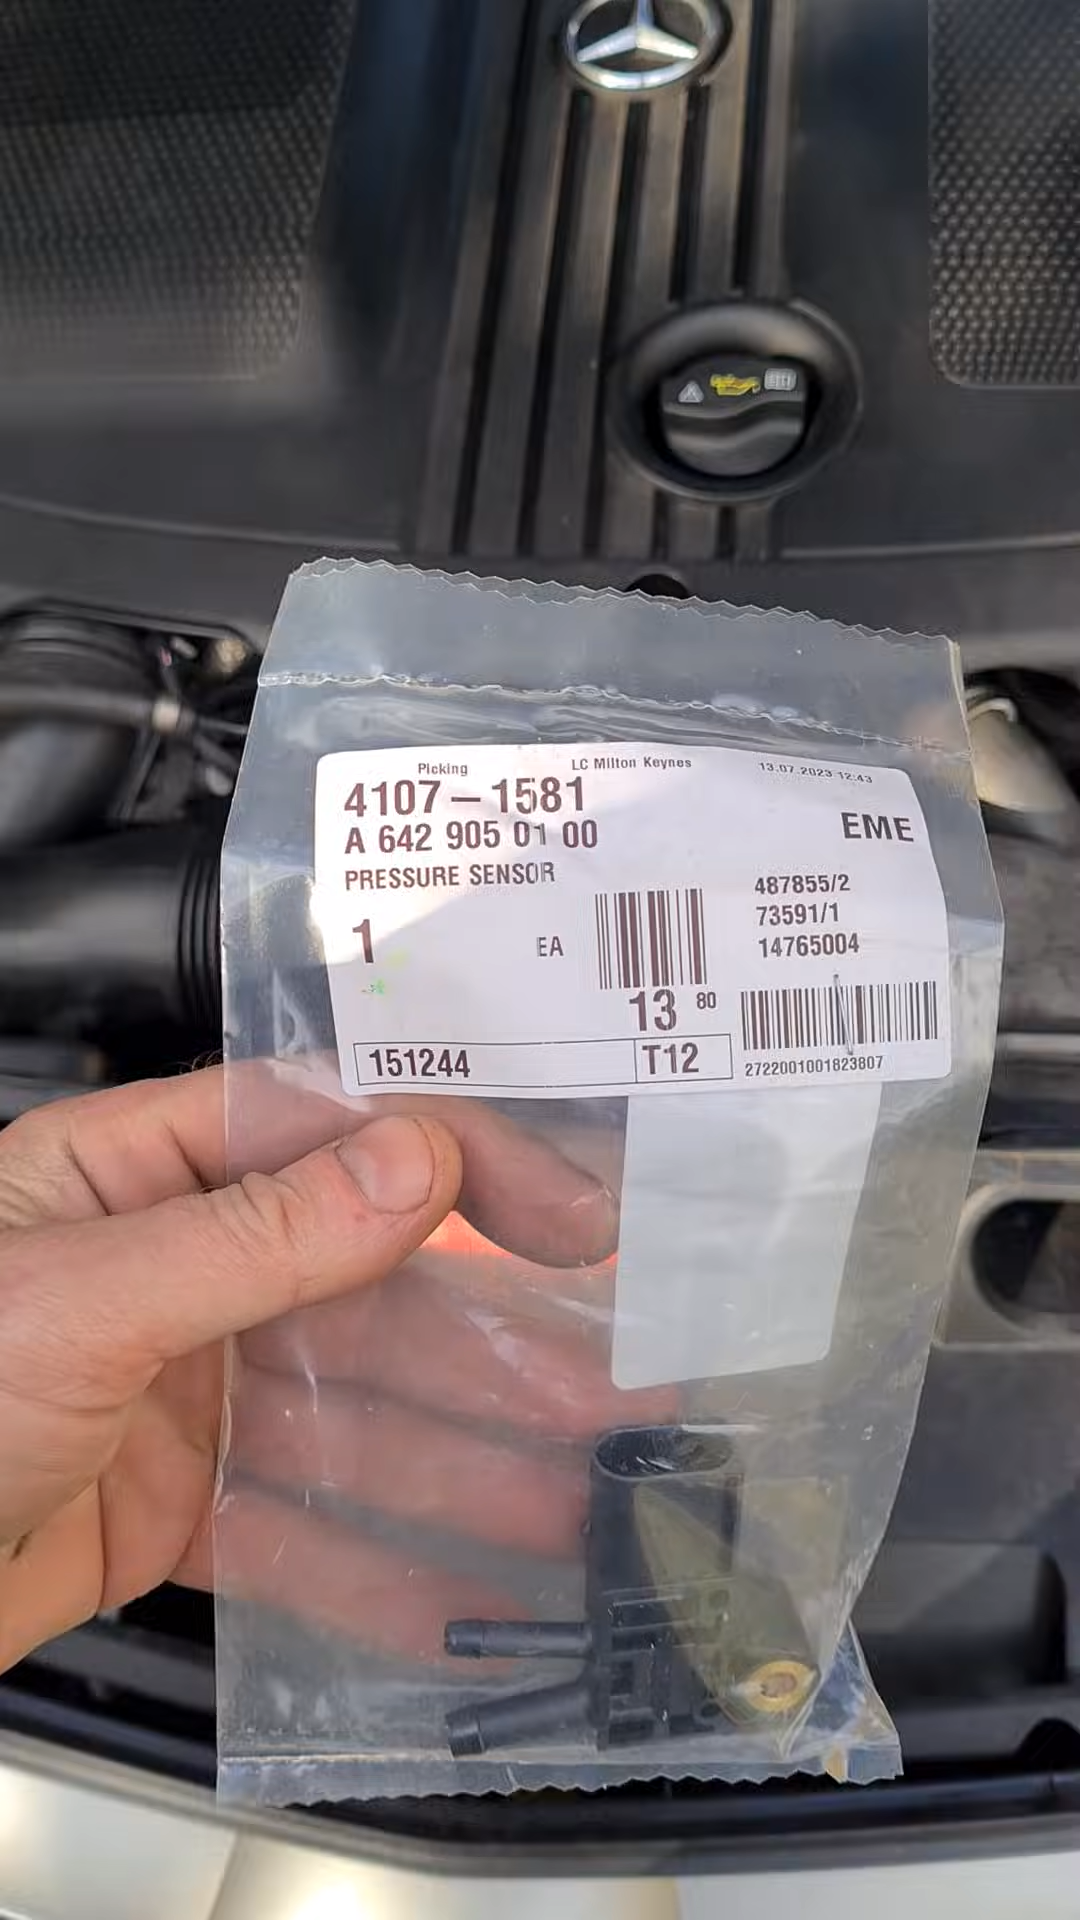 Picking
LC Milton Keynes
13.07.2023 12:43
4107-1581
A 642 905 01 00
EME
PRESSURE SENSOR
487855/2
73591/1
14765004
1
EA
13 80
151244
T12
2722001001823807